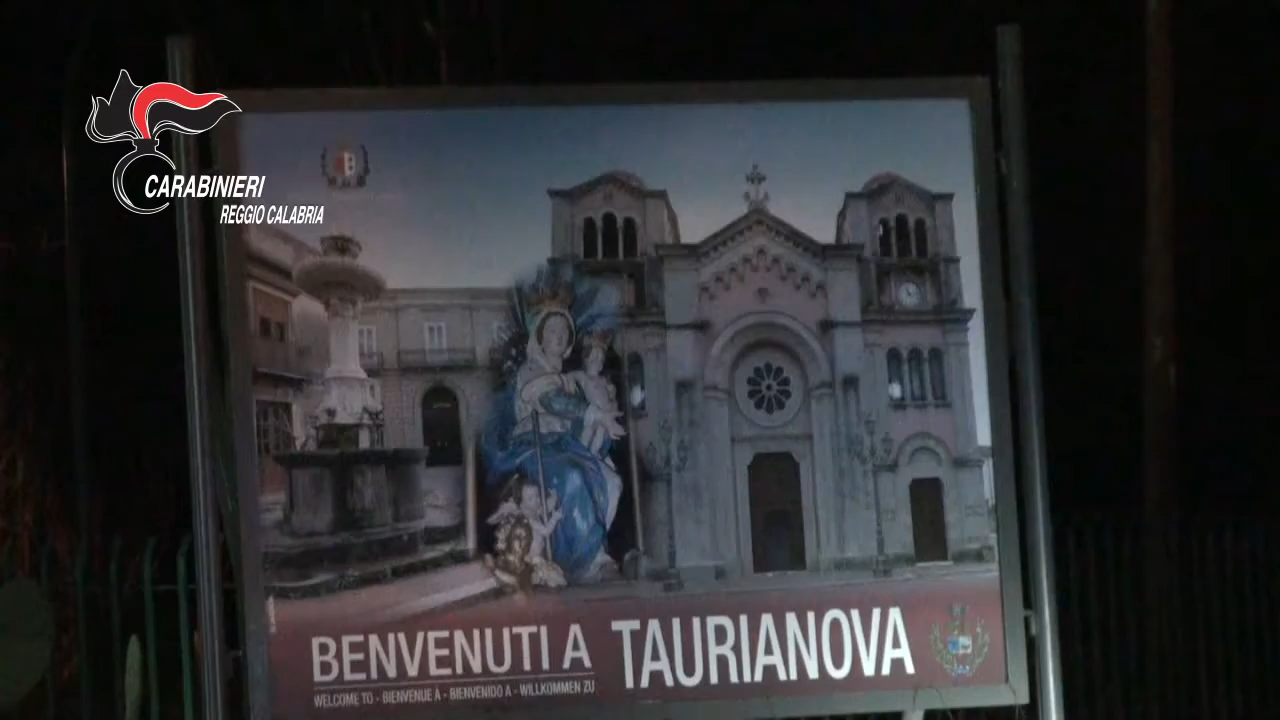 CARABINIERI
REGGIO CALABRIA
BENVENUTI A TAURIANOVA
WELCOME TO - BIENVENUE À - BIENVENIDO A - WILLKOMMEN ZU